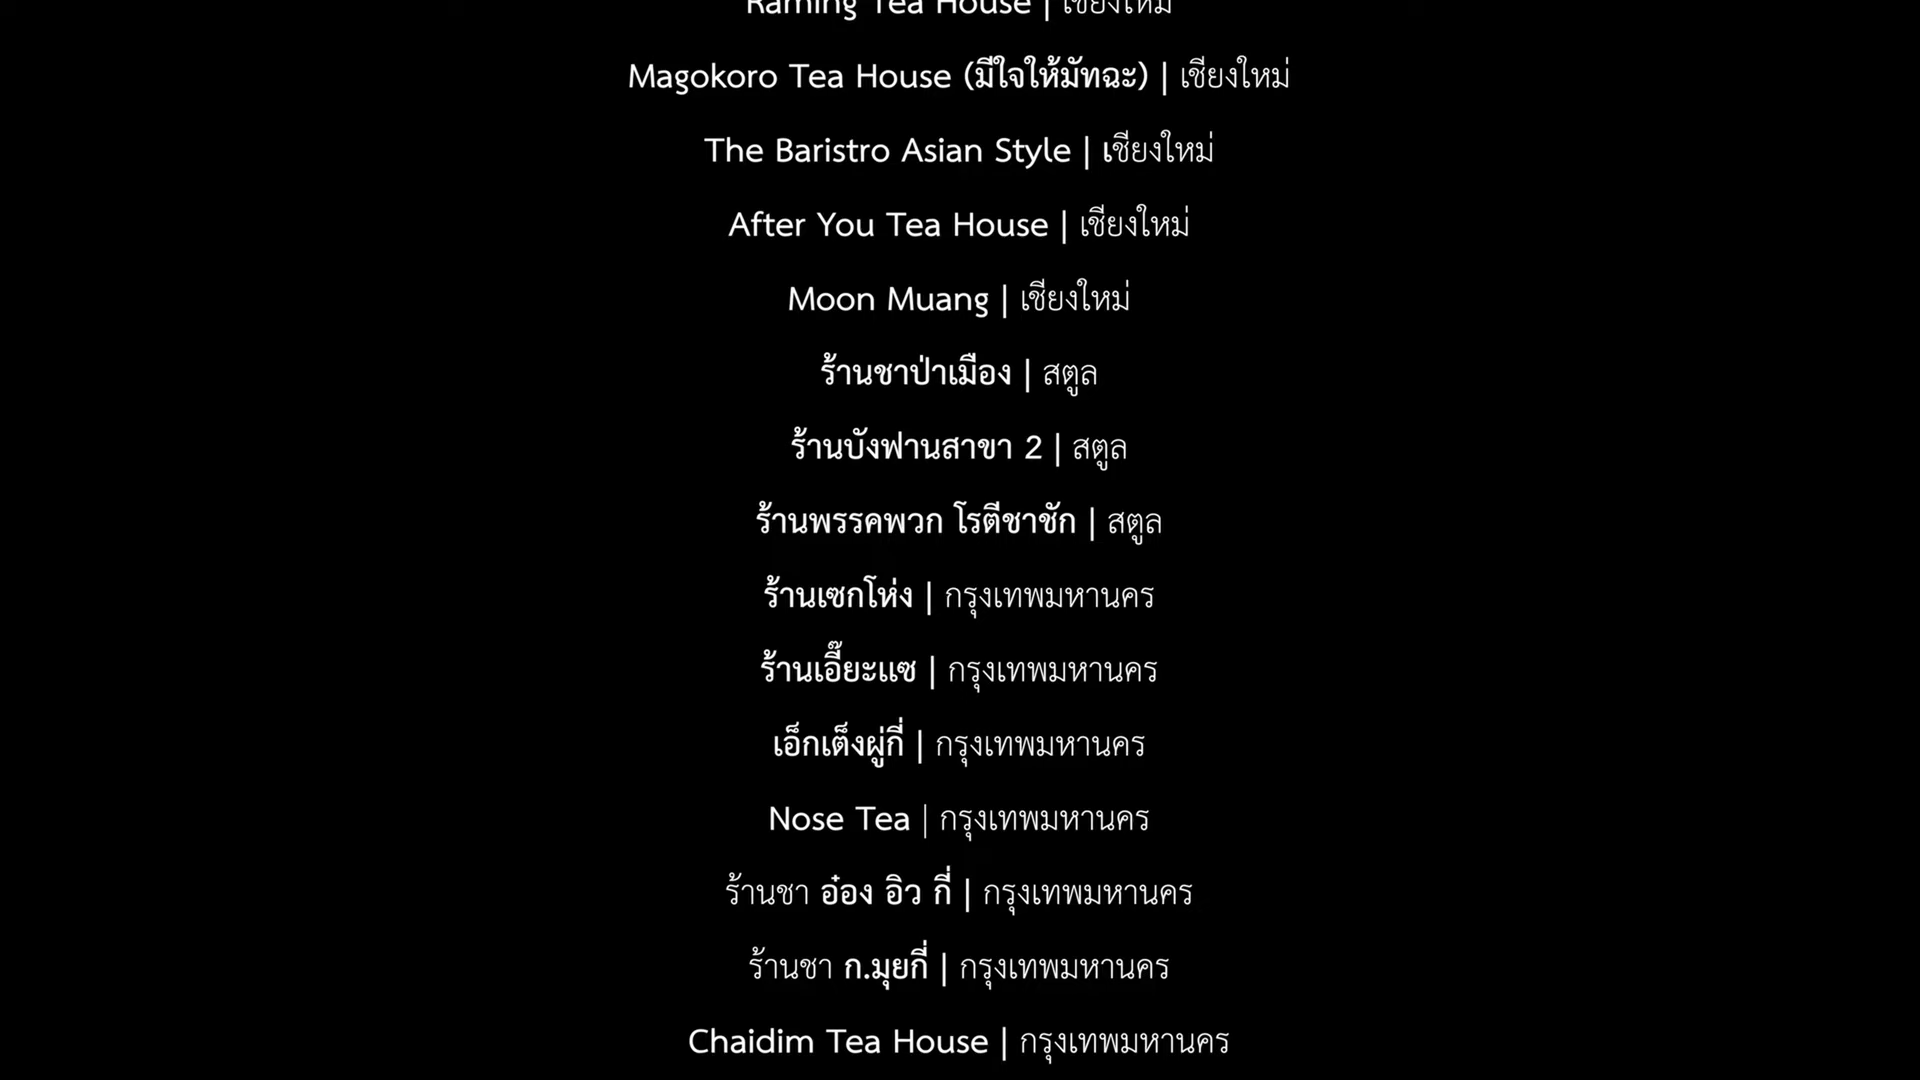 Raming Tea House | เชียงใหม่
Magokoro Tea House (มีใจให้มัทฉะ) | เชียงใหม่
The Baristro Asian Style | เชียงใหม่
After You Tea House | เชียงใหม่
Moon Muang | เชียงใหม่
ร้านชาป่าเมือง | สตูล
ร้านบังฟานสาขา 2 | สตูล
ร้านพรรคพวก โรตีชาชัก | สตูล
ร้านเซกโห่ง | กรุงเทพมหานคร
ร้านเอี๊ยะแซ | กรุงเทพมหานคร
เอ็กเต็งผู่กี่ | กรุงเทพมหานคร
Nose Tea | กรุงเทพมหานคร
ร้านชา อ๋อง อิว กี่ | กรุงเทพมหานคร
ร้านชา ก.มุยกี่ | กรุงเทพมหานคร
Chaidim Tea House | กรุงเทพมหานคร